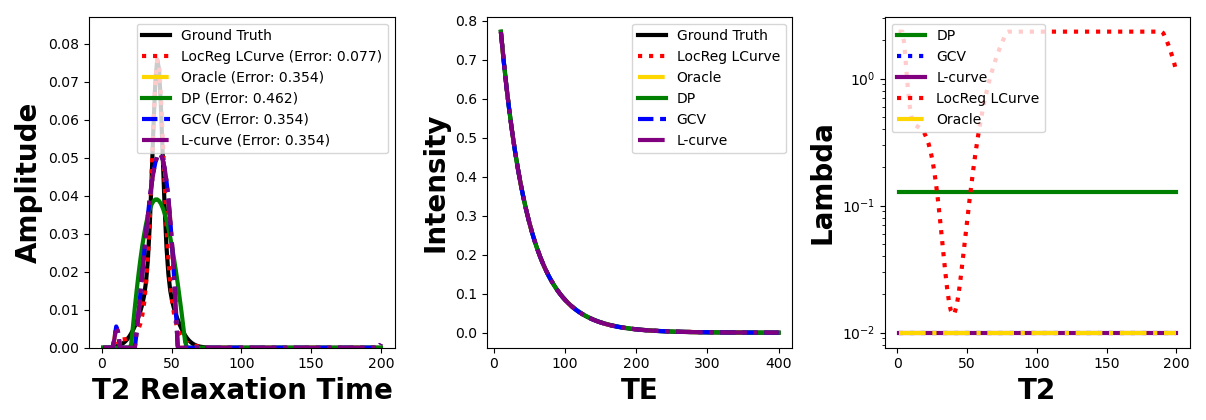 Amplitude
0.08
0.07
0.06
0.05
0.04
0.03
0.02
0.01
0.00
Ground Truth
LocReg LCurve (Error: 0.077)
Oracle (Error: 0.354)
DP (Error: 0.462)
GCV (Error: 0.354)
L-curve (Error: 0.354)
0 50 100 150 200
T2 Relaxation Time
Intensity
0.8
0.7
0.6
0.5
0.4
0.3
0.2
0.1
0.0
Ground Truth
LocReg LCurve
Oracle
DP
GCV
L-curve
0 100 200 300 400
TE
Lambda
10⁰
10⁻¹
10⁻²
DP
GCV
L-curve
LocReg LCurve
Oracle
0 50 100 150 200
T2